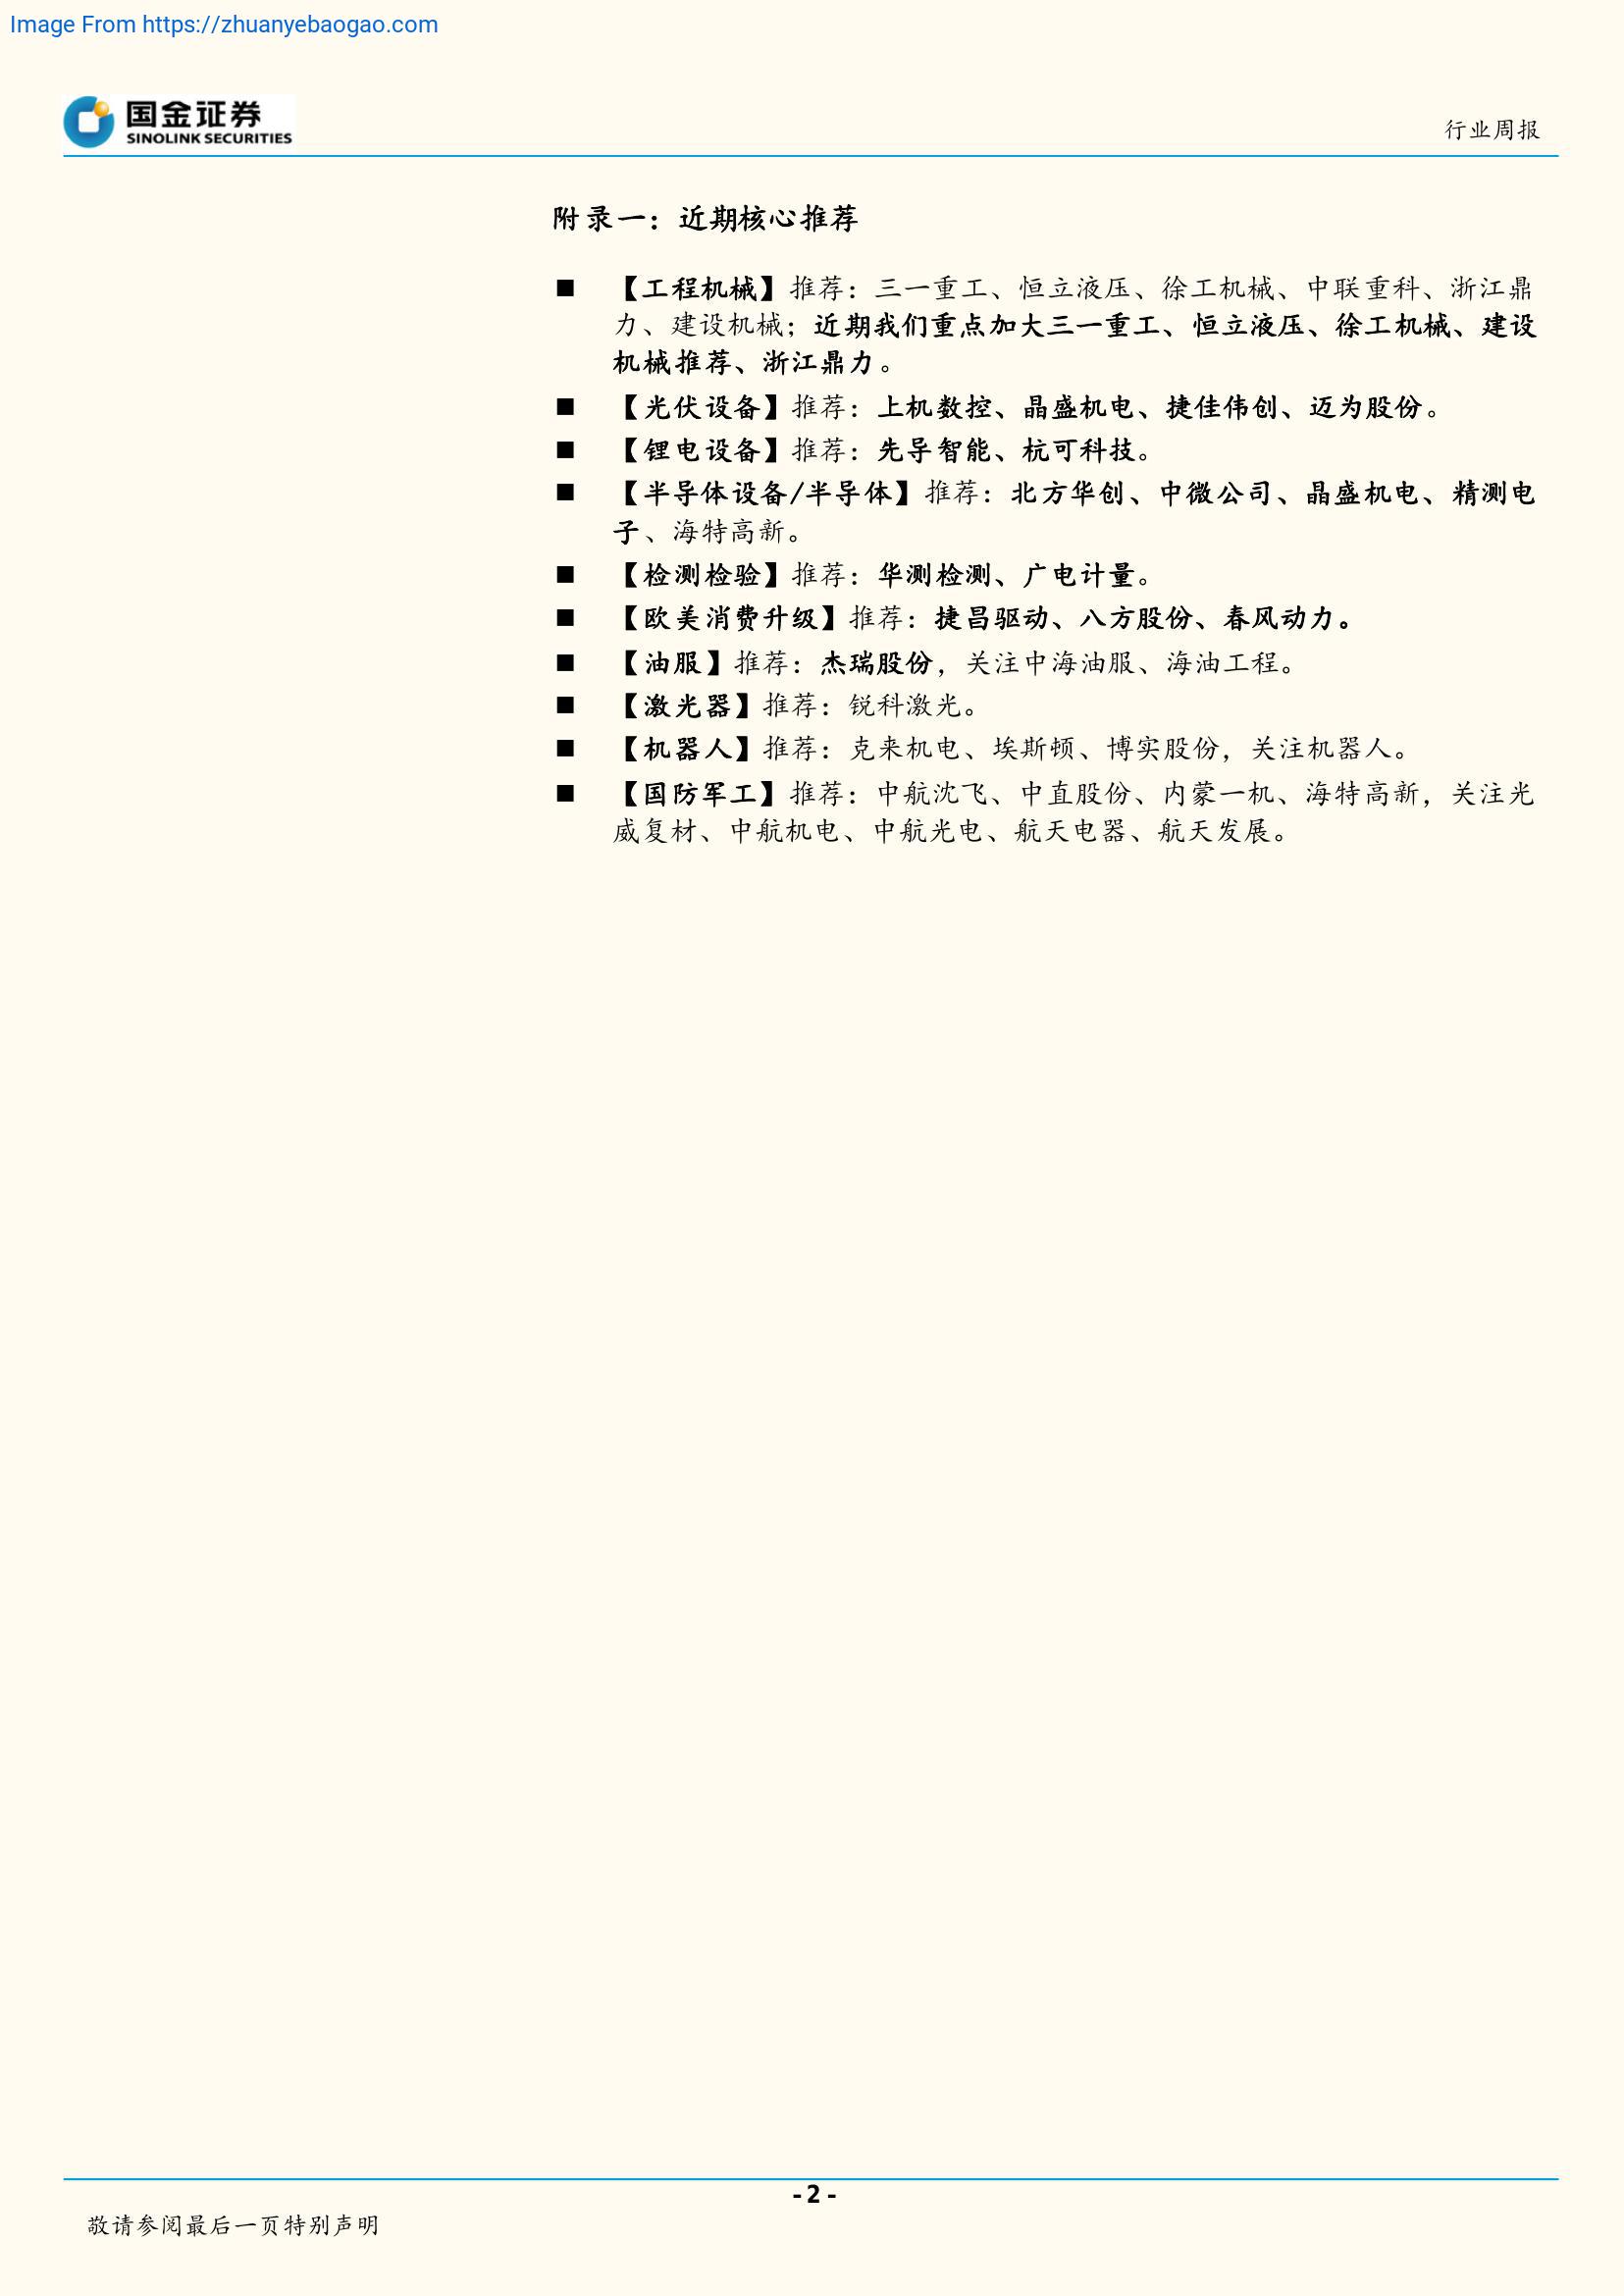 Image From https://zhuanyebaogao.com
国金证券
SINOLINK SECURITIES
行业周报
附录一：近期核心推荐
■ 【工程机械】推荐：三一重工、恒立液压、徐工机械、中联重科、浙江鼎
力、建设机械；近期我们重点加大三一重工、恒立液压、徐工机械、建设
机械推荐、浙江鼎力。
■ 【光伏设备】推荐：上机数控、晶盛机电、捷佳伟创、迈为股份。
■ 【锂电设备】推荐：先导智能、杭可科技。
■ 【半导体设备/半导体】推荐：北方华创、中微公司、晶盛机电、精测电
子、海特高新。
■ 【检测检验】推荐：华测检测、广电计量。
■ 【欧美消费升级】推荐：捷昌驱动、八方股份、春风动力。
■ 【油服】推荐：杰瑞股份，关注中海油服、海油工程。
■ 【激光器】推荐：锐科激光。
■ 【机器人】推荐：克来机电、埃斯顿、博实股份，关注机器人。
■ 【国防军工】推荐：中航沈飞、中直股份、内蒙一机、海特高新，关注光
威复材、中航机电、中航光电、航天电器、航天发展。
- 2 -
敬请参阅最后一页特别声明